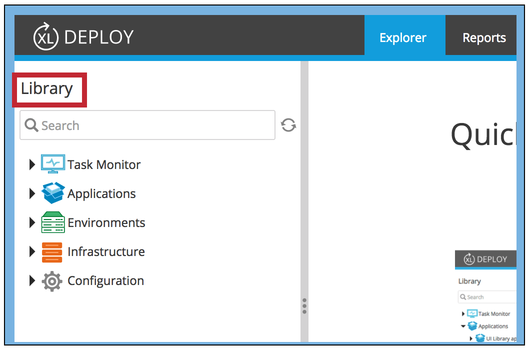 XL DEPLOY
Explorer
Reports
Library
Search
Task Monitor
Applications
Environments
Infrastructure
Configuration
Quic
XL DEPLOY
Library
Search
Task Monitor
Applications
UI Library ap